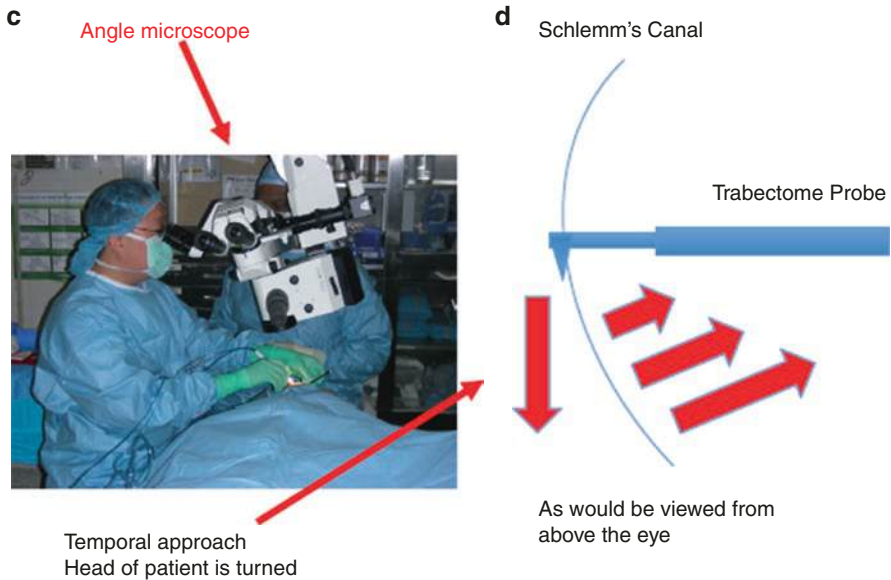 c
Angle microscope
Temporal approach
Head of patient is turned
d
Schlemm's Canal
Trabectome Probe
As would be viewed from
above the eye